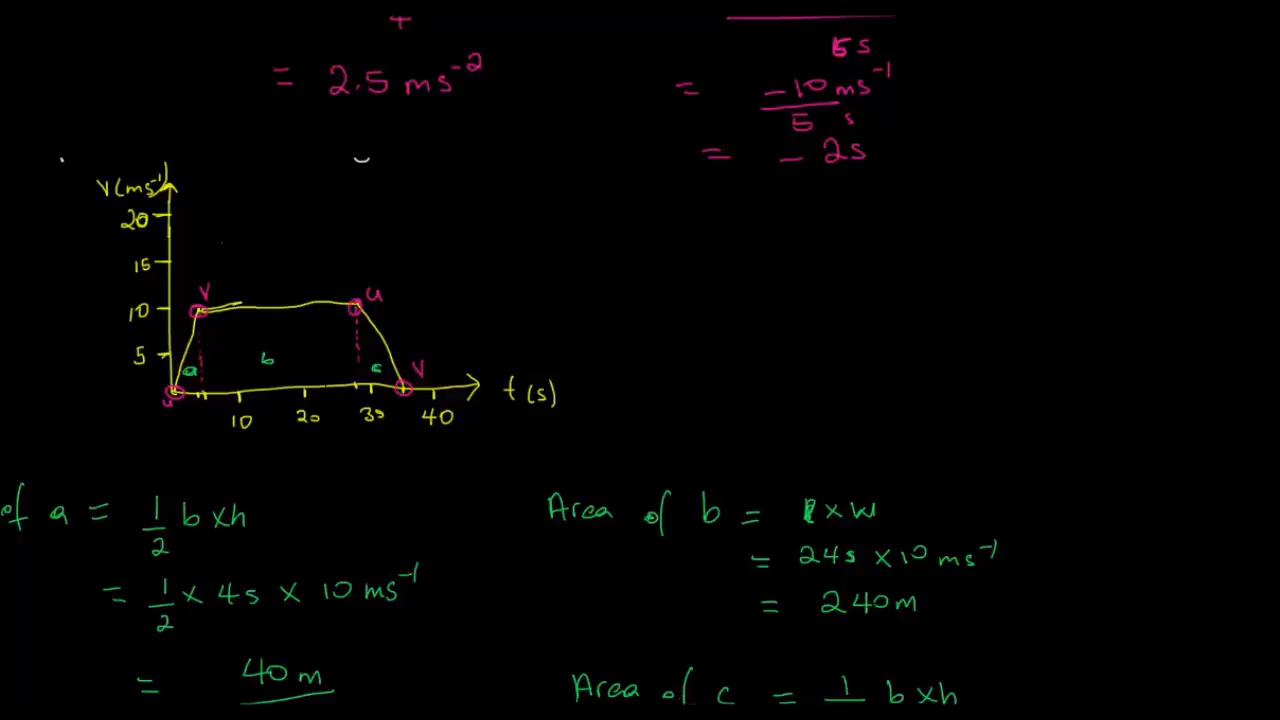 5s
= 2.5 ms⁻²
= -10 ms⁻¹
5 s
= - 2s
V (ms⁻¹)
20
15
V
u
10
5
a
b
c
V
u
t (s)
10
20
30
40
of a = 1/2 b x h
Area of b = l x w
= 24s x 10 ms⁻¹
= 1/2 x 4s x 10 ms⁻¹
= 240 m
= 40 m
Area of c = 1 b x h